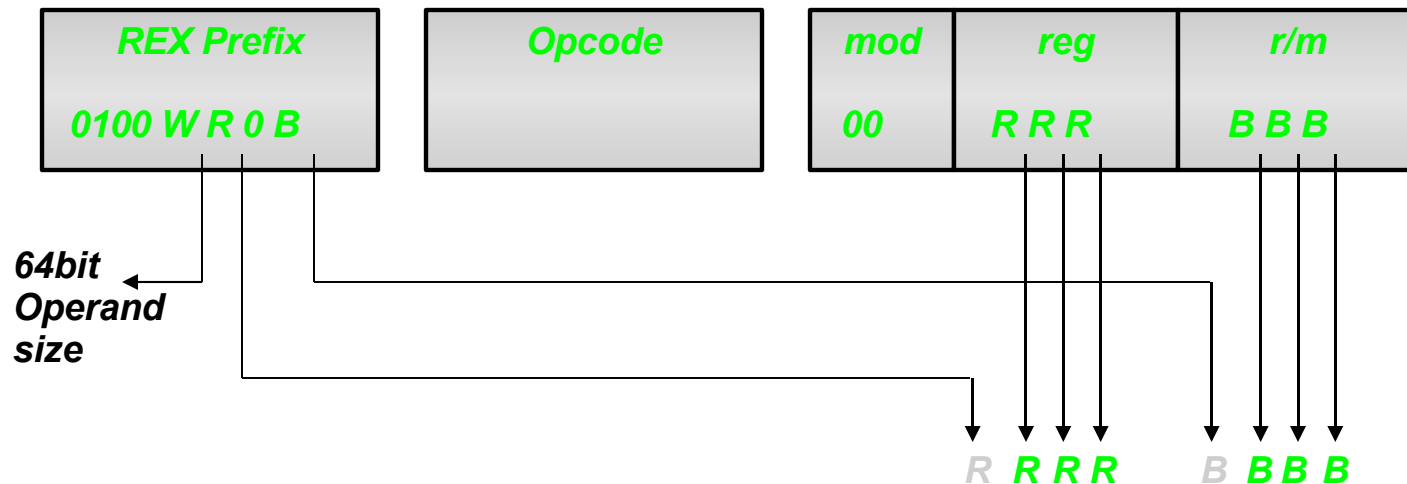 REX Prefix
0100 W R 0 B
Opcode
mod
00
reg
R R R
r/m
B B B
64bit
Operand
size
R R R R
B B B B